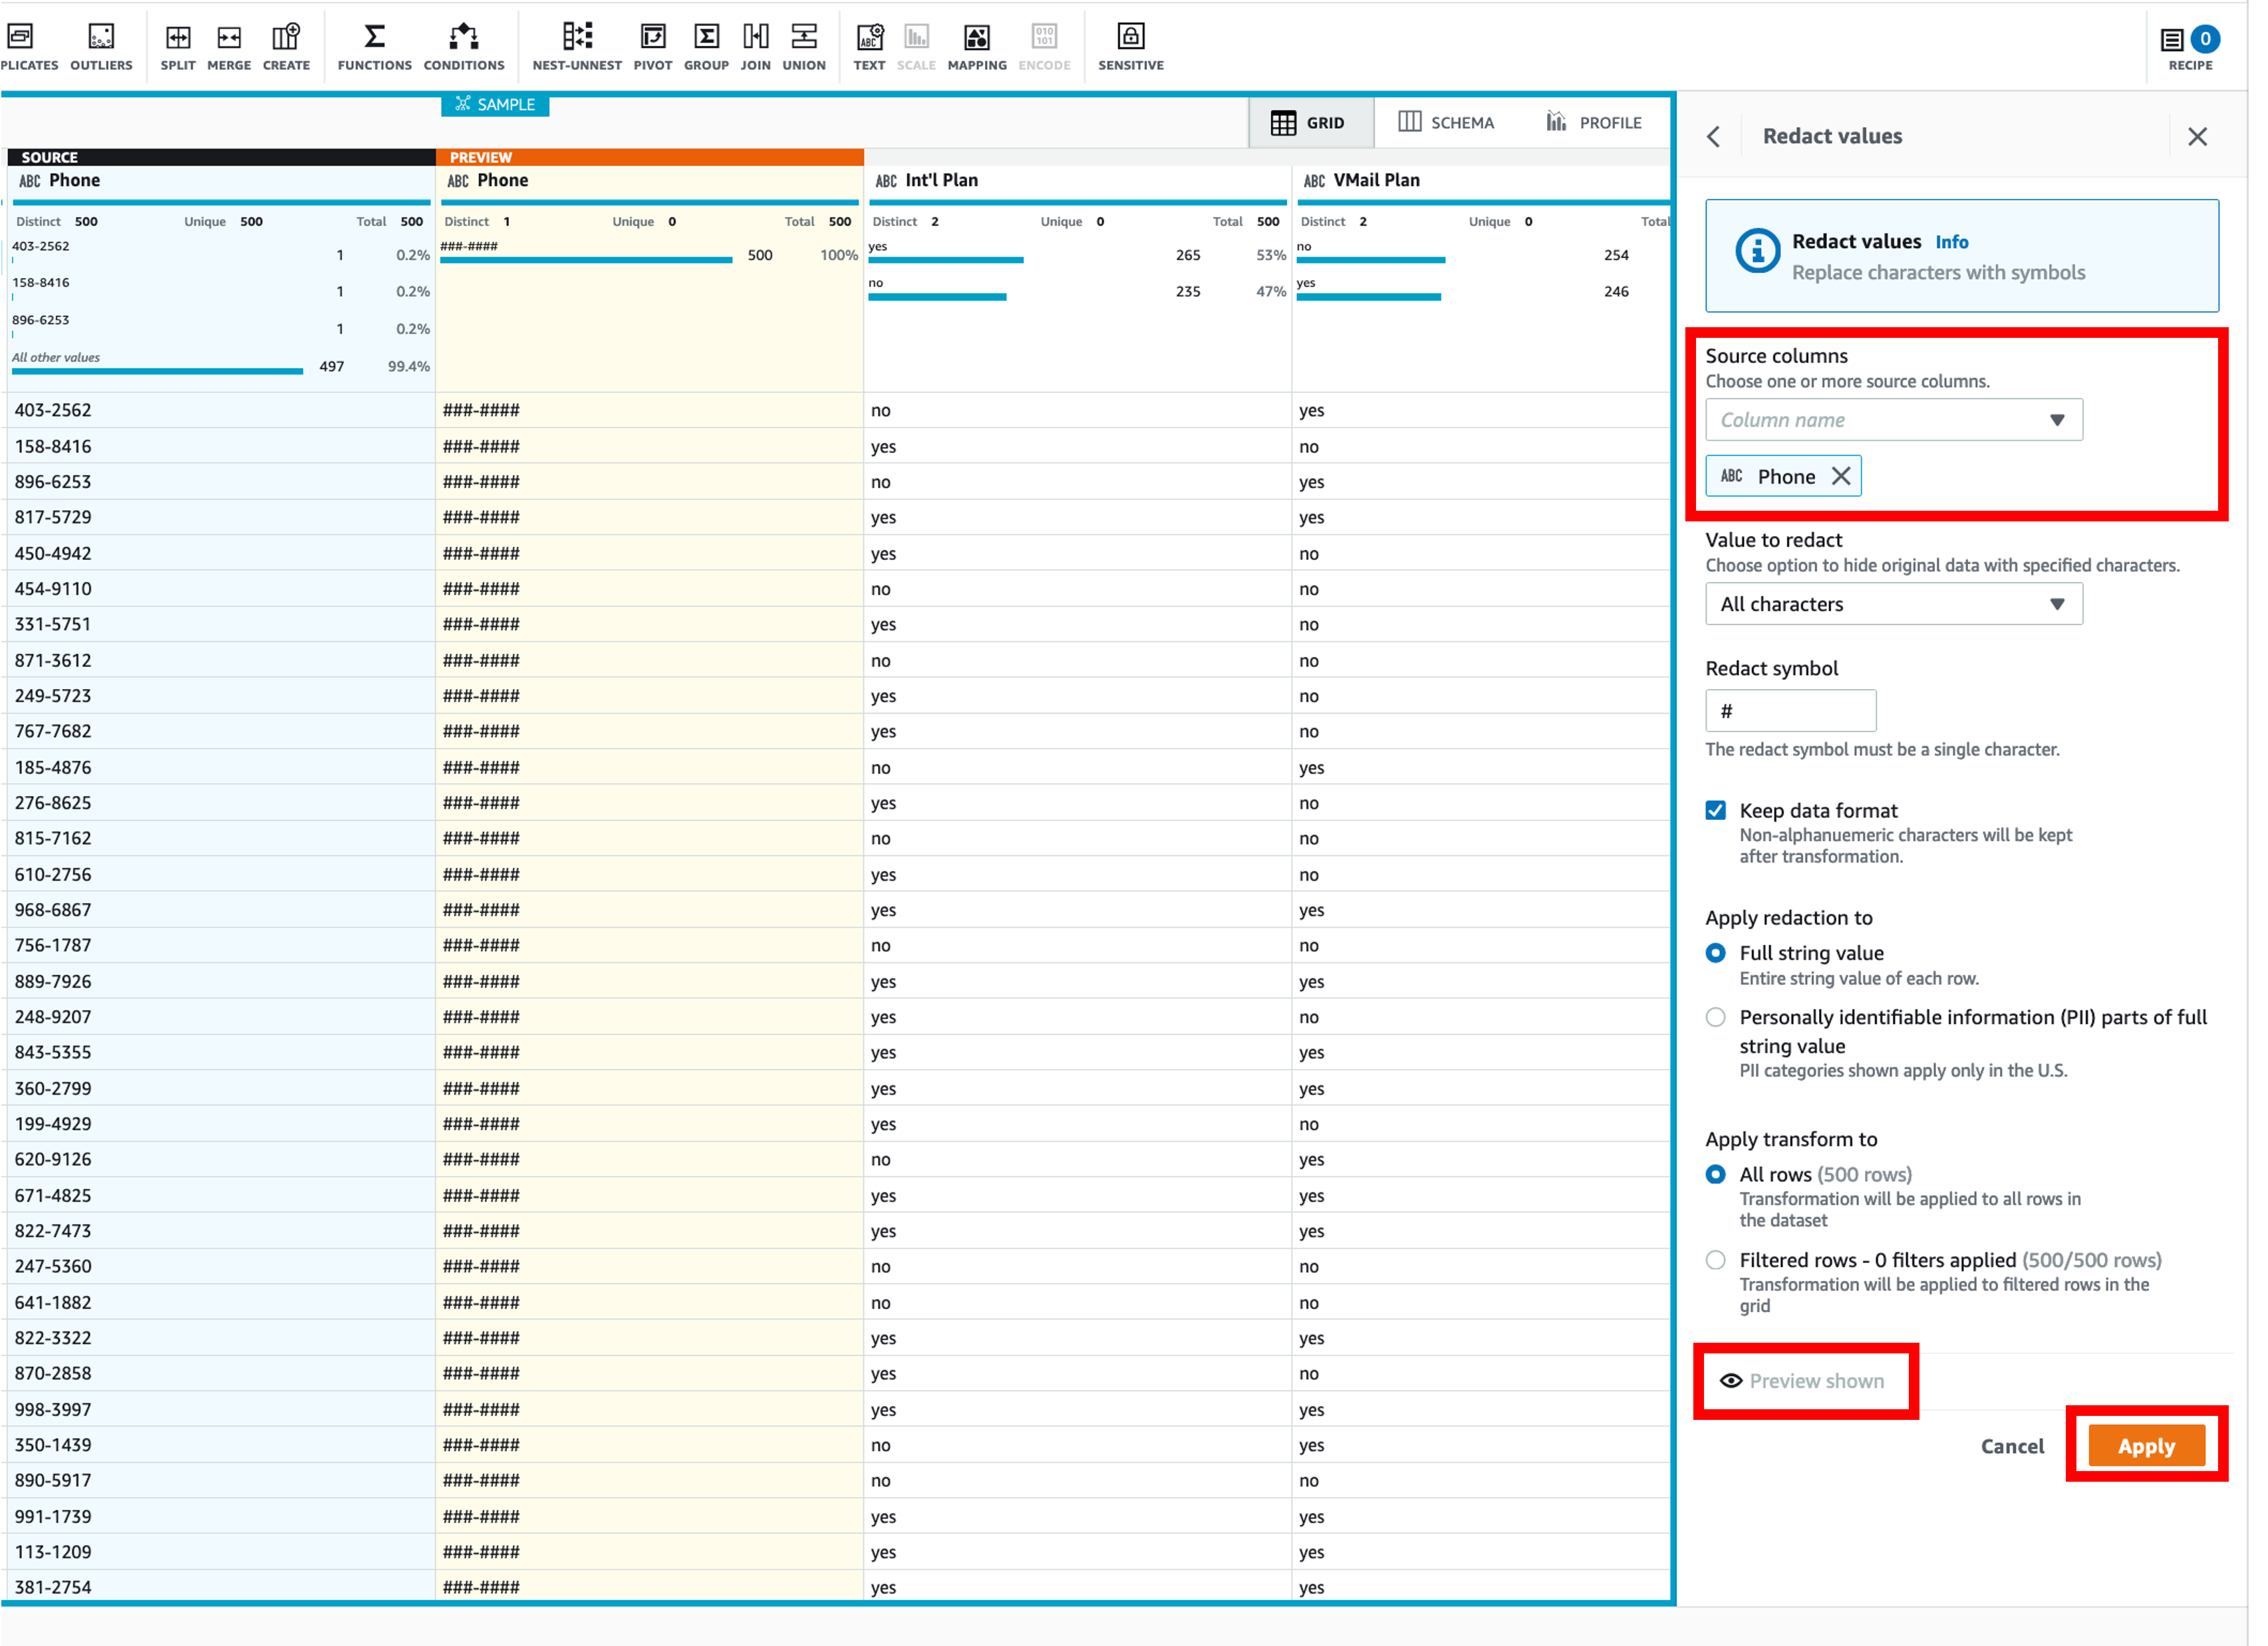 PLICATES OUTLIERS SPLIT MERGE CREATE FUNCTIONS CONDITIONS NEST-UNNEST PIVOT GROUP JOIN UNION TEXT SCALE MAPPING ENCODE SENSITIVE 0 RECIPE
SAMPLE
GRID SCHEMA PROFILE
SOURCE PREVIEW
ABC Phone ABC Phone ABC Int'l Plan ABC VMail Plan
Distinct 500 Unique 500 Total 500 Distinct 1 Unique 0 Total 500 Distinct 2 Unique 0 Total 500 Distinct 2 Unique 0 Total
403-2562 1 0.2% ###-#### 500 100% yes 265 53% no 254
158-8416 1 0.2% no 235 47% yes 246
896-6253 1 0.2%
All other values 497 99.4%
403-2562 ###-#### no yes
158-8416 ###-#### yes no
896-6253 ###-#### no yes
817-5729 ###-#### yes yes
450-4942 ###-#### yes no
454-9110 ###-#### no no
331-5751 ###-#### yes no
871-3612 ###-#### no no
249-5723 ###-#### yes no
767-7682 ###-#### yes no
185-4876 ###-#### no yes
276-8625 ###-#### yes no
815-7162 ###-#### no no
610-2756 ###-#### yes no
968-6867 ###-#### yes yes
756-1787 ###-#### no no
889-7926 ###-#### yes yes
248-9207 ###-#### yes no
843-5355 ###-#### yes yes
360-2799 ###-#### yes yes
199-4929 ###-#### yes no
620-9126 ###-#### no yes
671-4825 ###-#### yes yes
822-7473 ###-#### yes yes
247-5360 ###-#### no no
641-1882 ###-#### no no
822-3322 ###-#### yes yes
870-2858 ###-#### yes no
998-3997 ###-#### yes yes
350-1439 ###-#### no yes
890-5917 ###-#### no no
991-1739 ###-#### yes yes
113-1209 ###-#### yes yes
381-2754 ###-#### yes yes
Redact values
Redact values Info
Replace characters with symbols
Source columns
Choose one or more source columns.
Column name
ABC Phone
Value to redact
Choose option to hide original data with specified characters.
All characters
Redact symbol
#
The redact symbol must be a single character.
Keep data format
Non-alphanuemeric characters will be kept
after transformation.
Apply redaction to
Full string value
Entire string value of each row.
Personally identifiable information (PII) parts of full
string value
PII categories shown apply only in the U.S.
Apply transform to
All rows (500 rows)
Transformation will be applied to all rows in
the dataset
Filtered rows - 0 filters applied (500/500 rows)
Transformation will be applied to filtered rows in the
grid
Preview shown
Cancel Apply